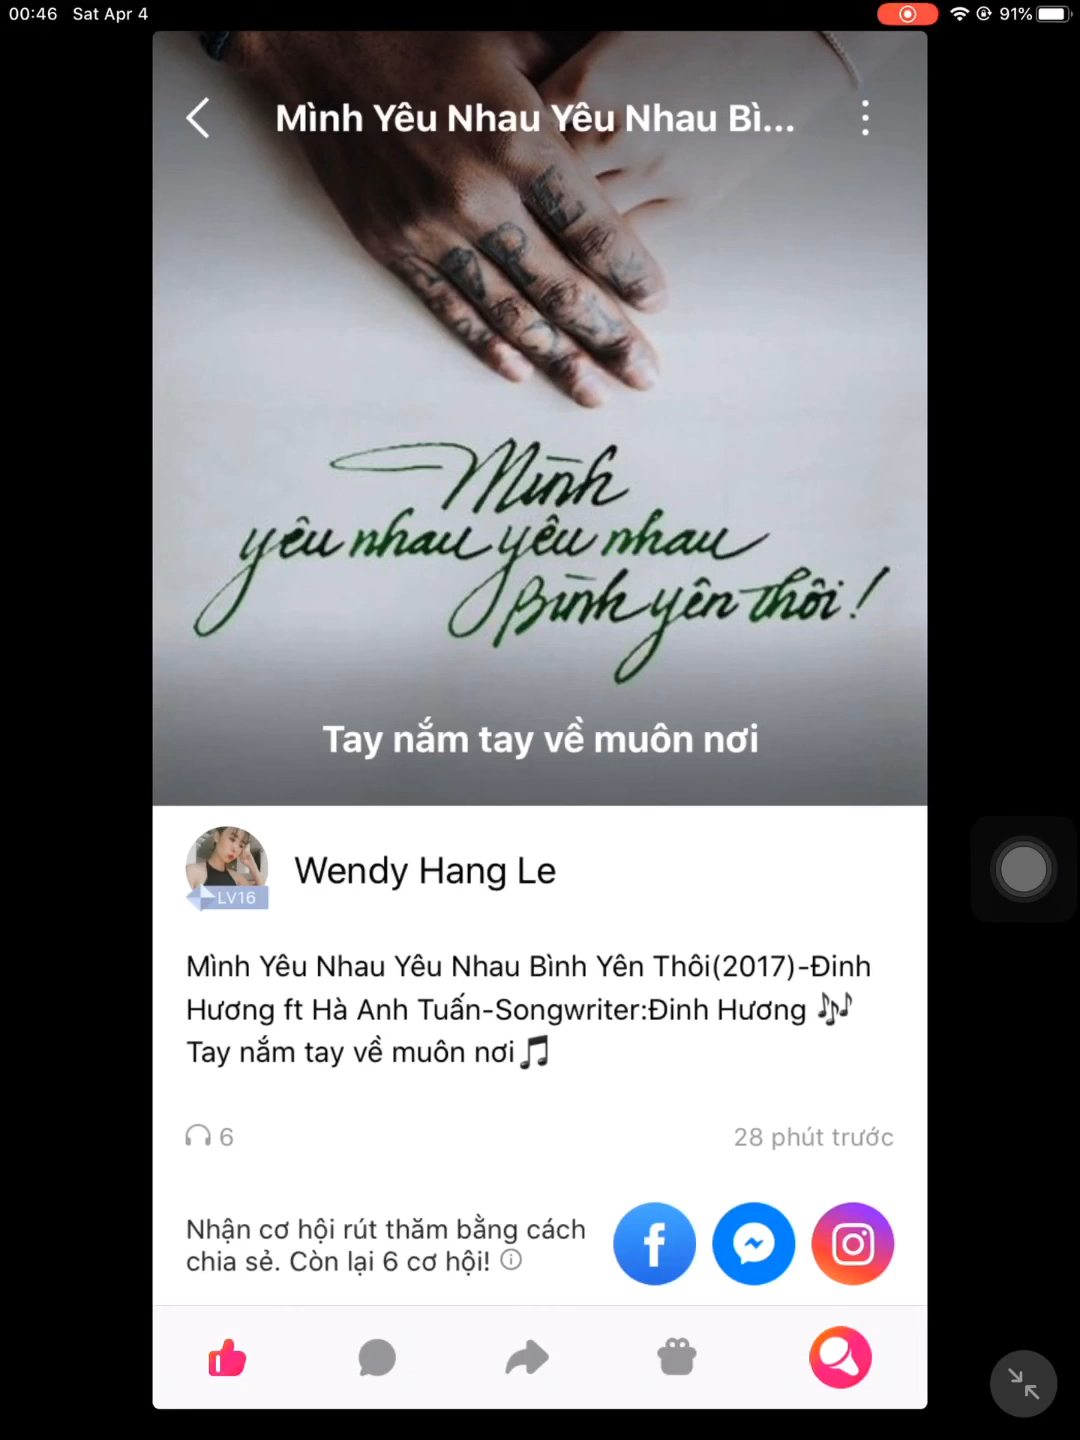 00:46 Sat Apr 4
91%
Mình Yêu Nhau Yêu Nhau Bì...
Mình
yêu nhau yêu nhau
Bình yên thôi!
Tay nắm tay về muôn nơi
LV16
Wendy Hang Le
Mình Yêu Nhau Yêu Nhau Bình Yên Thôi(2017)-Đinh
Hương ft Hà Anh Tuấn-Songwriter:Đinh Hương 🎶
Tay nắm tay về muôn nơi🎵
6
28 phút trước
Nhận cơ hội rút thăm bằng cách
chia sẻ. Còn lại 6 cơ hội!